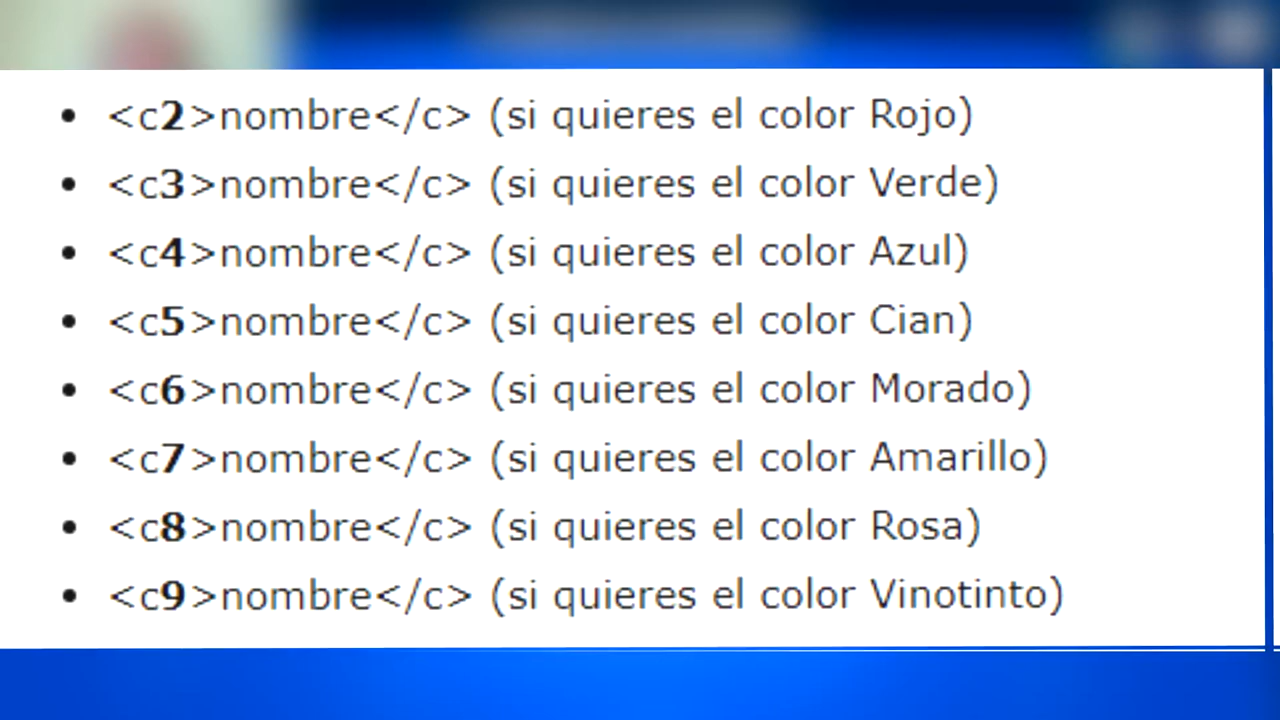 • <c2>nombre</c> (si quieres el color Rojo)
• <c3>nombre</c> (si quieres el color Verde)
• <c4>nombre</c> (si quieres el color Azul)
• <c5>nombre</c> (si quieres el color Cian)
• <c6>nombre</c> (si quieres el color Morado)
• <c7>nombre</c> (si quieres el color Amarillo)
• <c8>nombre</c> (si quieres el color Rosa)
• <c9>nombre</c> (si quieres el color Vinotinto)